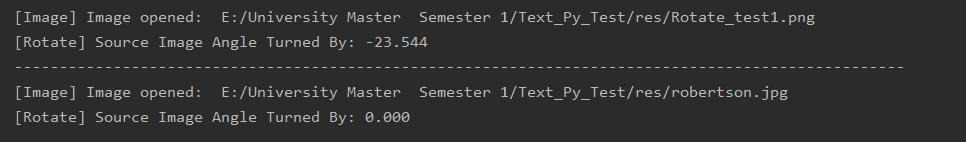 [Image] Image opened:  E:/University Master  Semester 1/Text_Py_Test/res/Rotate_test1.png
[Rotate] Source Image Angle Turned By: -23.544
---------------------------------------------------------------------------------------------------
[Image] Image opened:  E:/University Master  Semester 1/Text_Py_Test/res/robertson.jpg
[Rotate] Source Image Angle Turned By: 0.000